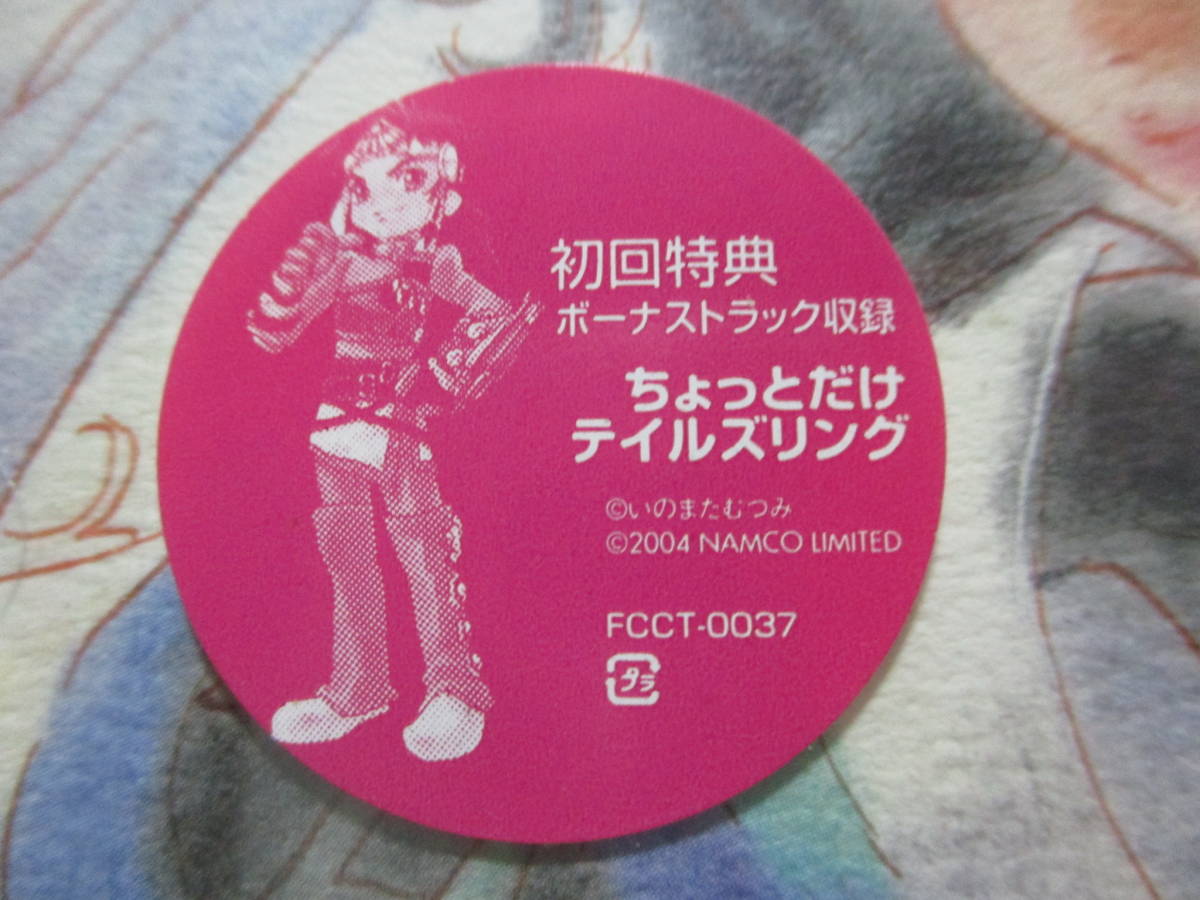 初回特典
ボーナストラック収録
ちょっとだけ
テイルズリング
©いのまたむつみ
©2004 NAMCO LIMITED
FCCT-0037
プラ